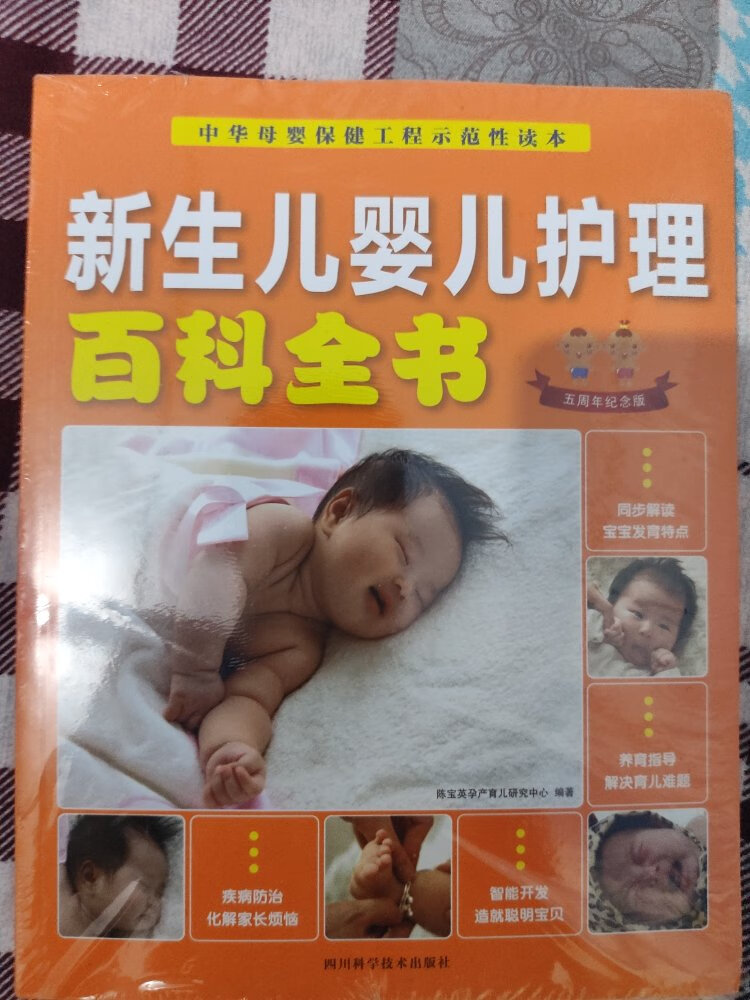 中华母婴保健工程示范性读本
新生儿婴儿护理
百科全书
五周年纪念版
同步解读
宝宝发育特点
养育指导
解决育儿难题
陈宝英孕产育儿研究中心 编著
疾病防治
化解家长烦恼
智能开发
造就聪明宝贝
四川科学技术出版社